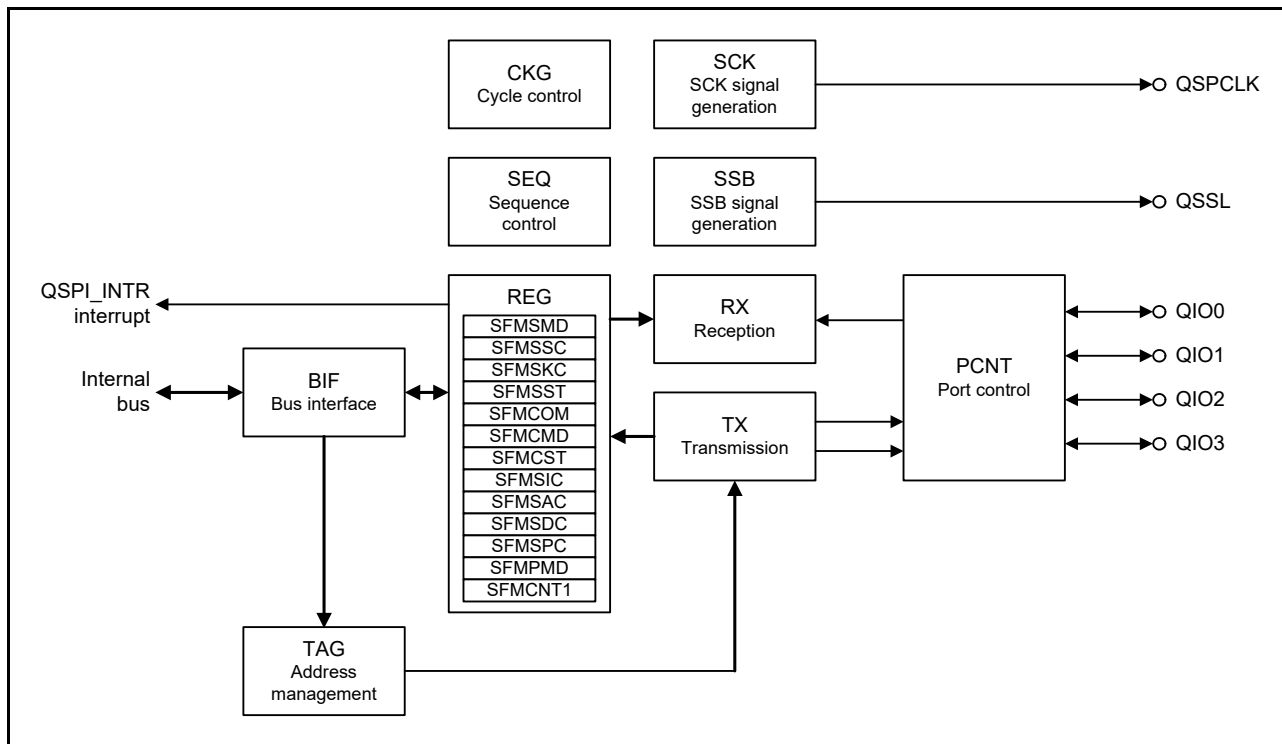 CKG
Cycle control
SCK
SCK signal
generation
QSPCLK
SEQ
Sequence
control
SSB
SSB signal
generation
QSSL
QSPI_INTR
interrupt
REG
SFMSMD
SFMSSC
SFMSKC
SFMSST
SFMCOM
SFMCMD
SFMCST
SFMSIC
SFMSAC
SFMSDC
SFMSPC
SFMPMD
SFMCNT1
RX
Reception
PCNT
Port control
QIO0
QIO1
QIO2
QIO3
Internal
bus
BIF
Bus interface
TX
Transmission
TAG
Address
management